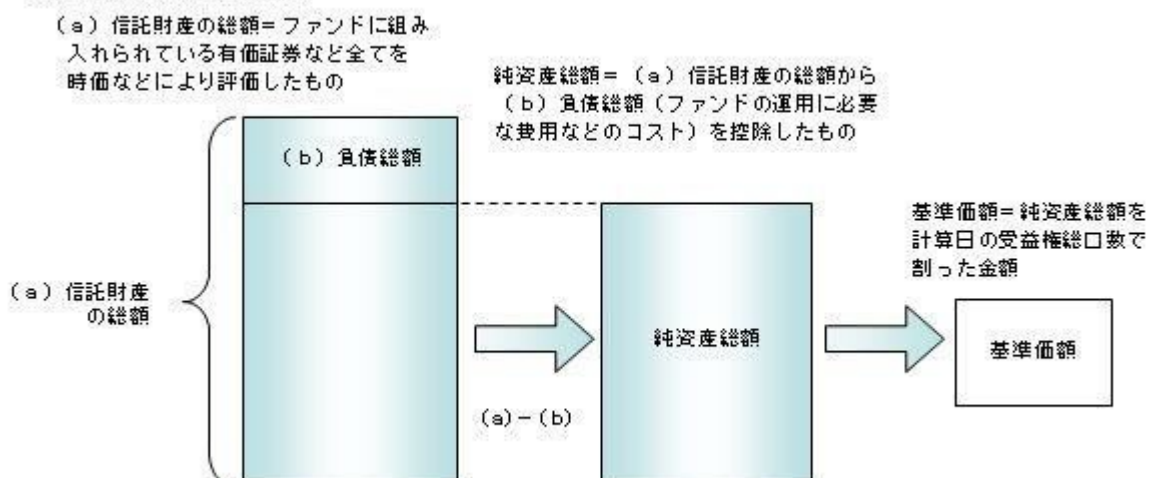 (a)信託財産の総額=ファンドに組み
入れられている有価証券など全てを
時価などにより評価したもの
純資産総額=(a)信託財産の総額から
(b)負債総額(ファンドの運用に必要
な費用などのコスト)を控除したもの
(b)負債総額
基準価額=純資産総額を
計算日の受益権総口数で
割った金額
(a)信託財産
の総額
純資産総額
基準価額
(a)-(b)